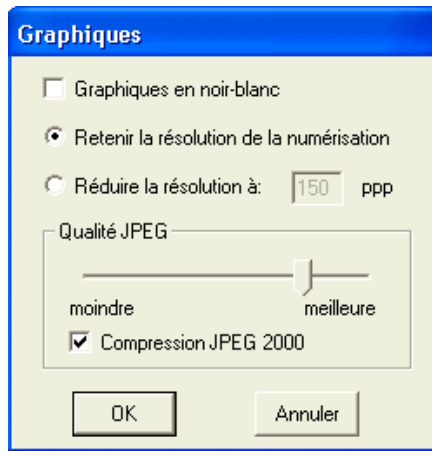 Graphiques
Graphiques en noir-blanc
Retenir la résolution de la numérisation
Réduire la résolution à: 150 ppp
Qualité JPEG
moindre meilleure
Compression JPEG 2000
OK Annuler